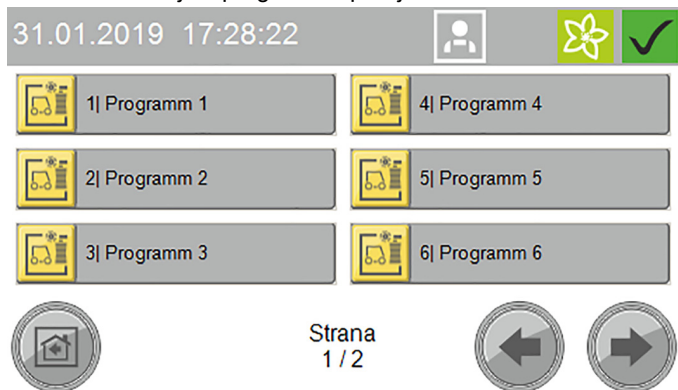 31.01.2019 17:28:22
1| Programm 1
2| Programm 2
3| Programm 3
4| Programm 4
5| Programm 5
6| Programm 6
Strana
1 / 2